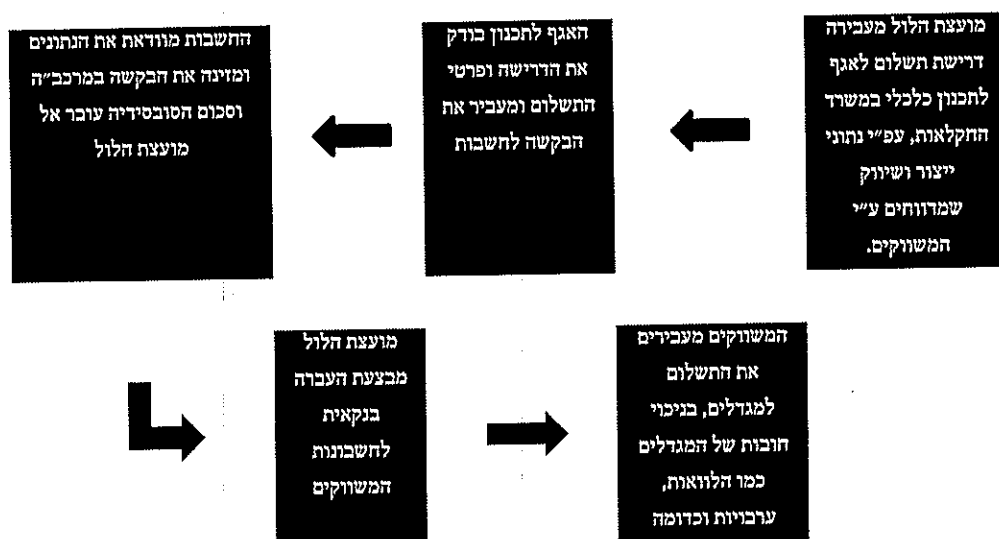 מועצת הלול מעבירה
דרישת תשלום לאגף
לתכנון כלכלי במשרד
החקלאות, עפ״י נתוני
ייצור ושיווק
שמדווחים ע״י
המשווקים.
האגף לתכנון בודק
את הדרישה ופרטי
התשלום ומעביר את
הבקשה לחשבות
החשבות מוודאת את הנתונים
ומזינה את הבקשה במרכב״ה
וסכום הסובסידיה עובר אל
מועצת הלול
מועצת הלול
מבצעת העברה
בנקאית
לחשבונות
המשווקים
המשווקים מעבירים
את התשלום
למגדלים, בניכוי
חובות של המגדלים
כמו הלוואות,
ערבויות וכדומה